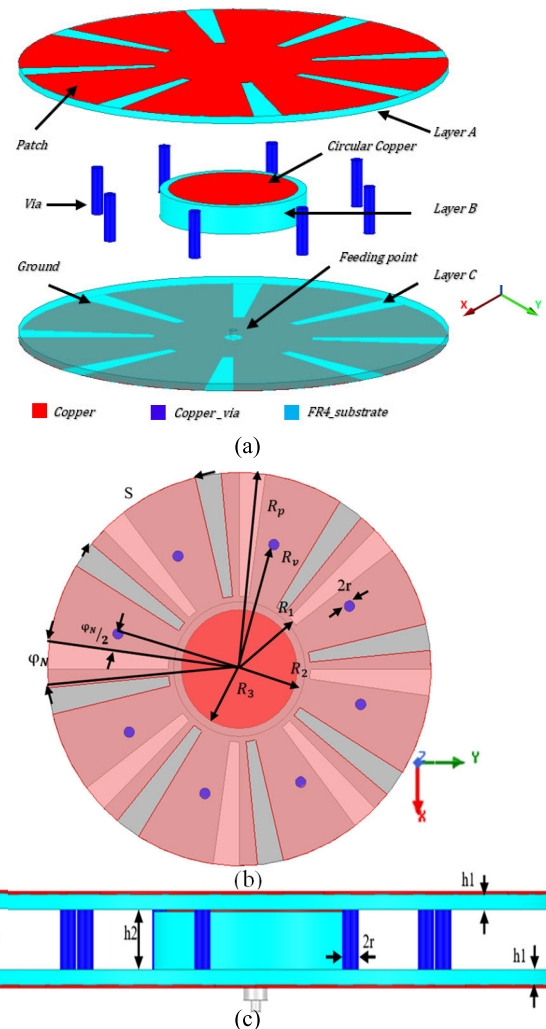 Patch
Layer A
Circular Copper
Via
Layer B
Ground
Feeding point
Layer C
X
Y
Copper
Copper_via
FR4_substrate
(a)
S
R_p
R_v
2r
R_1
φ_N/2
φ_N
R_2
R_3
Z
Y
X
(b)
h1
h2
2r
h1
(c)